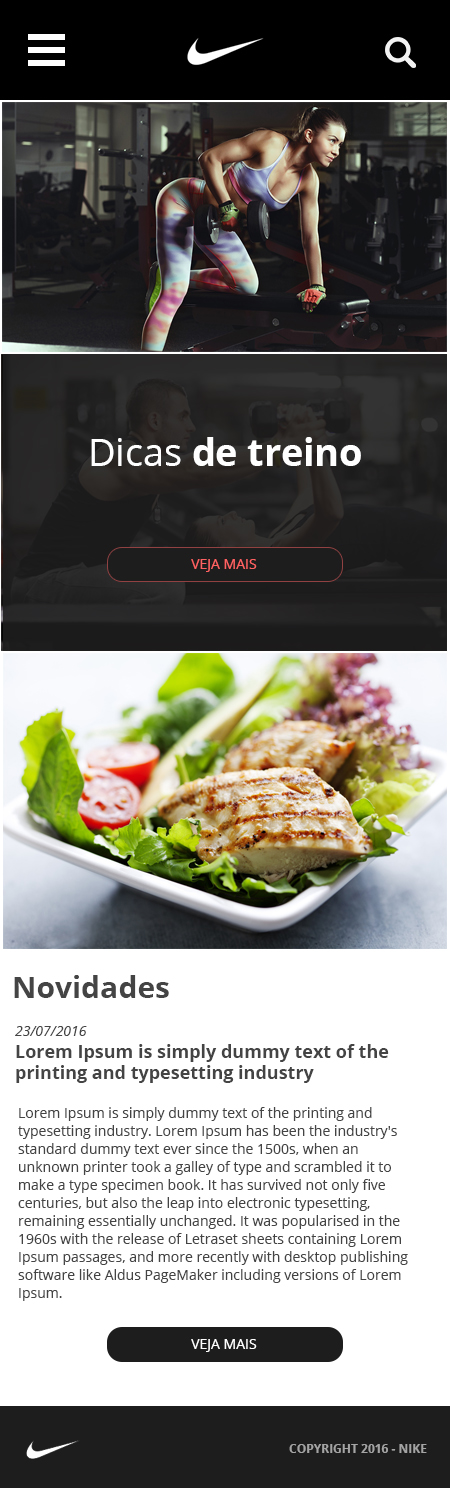 Dicas de treino
VEJA MAIS
Novidades
23/07/2016
Lorem Ipsum is simply dummy text of the
printing and typesetting industry
Lorem Ipsum is simply dummy text of the printing and
typesetting industry. Lorem Ipsum has been the industry's
standard dummy text ever since the 1500s, when an
unknown printer took a galley of type and scrambled it to
make a type specimen book. It has survived not only five
centuries, but also the leap into electronic typesetting,
remaining essentially unchanged. It was popularised in the
1960s with the release of Letraset sheets containing Lorem
Ipsum passages, and more recently with desktop publishing
software like Aldus PageMaker including versions of Lorem
Ipsum.
VEJA MAIS
COPYRIGHT 2016 - NIKE